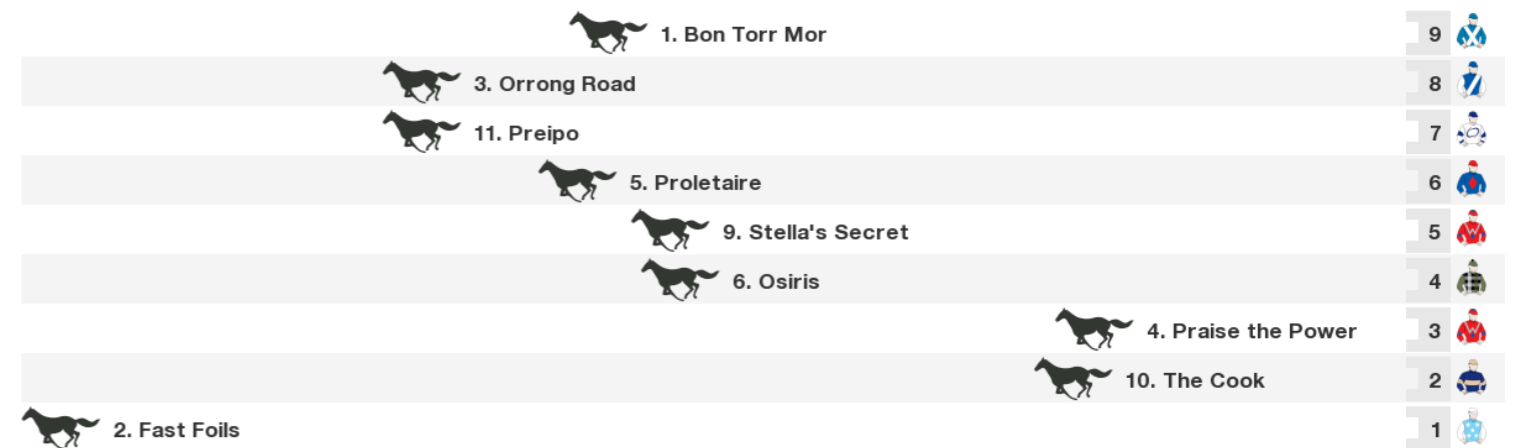 1. Bon Torr Mor 9
3. Orrong Road 8
11. Preipo 7
5. Proletaire 6
9. Stella's Secret 5
6. Osiris 4
4. Praise the Power 3
10. The Cook 2
2. Fast Foils 1